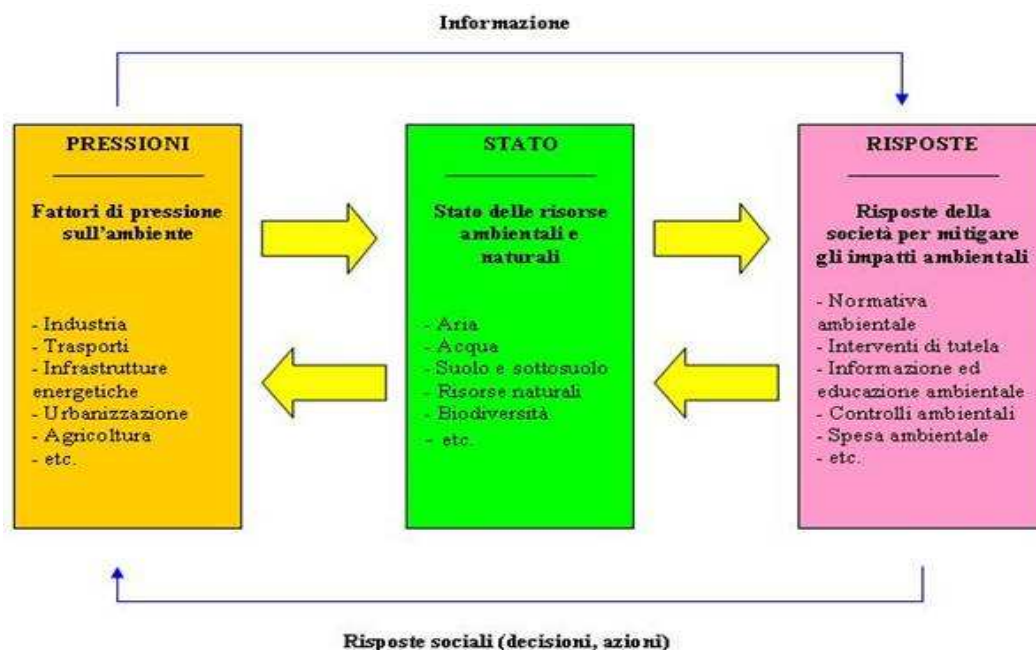 Informazione
PRESSIONI
Fattori di pressione
sull'ambiente
- Industria
- Trasporti
- Infrastrutture
energetiche
- Urbanizzazione
- Agricoltura
- etc.
STATO
Stato delle risorse
ambientali e
naturali
- Aria
- Acqua
- Suolo e sottosuolo
- Risorse naturali
- Biodiversità
- etc.
RISPOSTE
Risposte della
società per mitigare
gli impatti ambientali
- Normativa
ambientale
- Interventi di tutela
- Informazione ed
educazione ambientale
- Controlli ambientali
- Spesa ambientale
- etc.
Risposte sociali (decisioni, azioni)